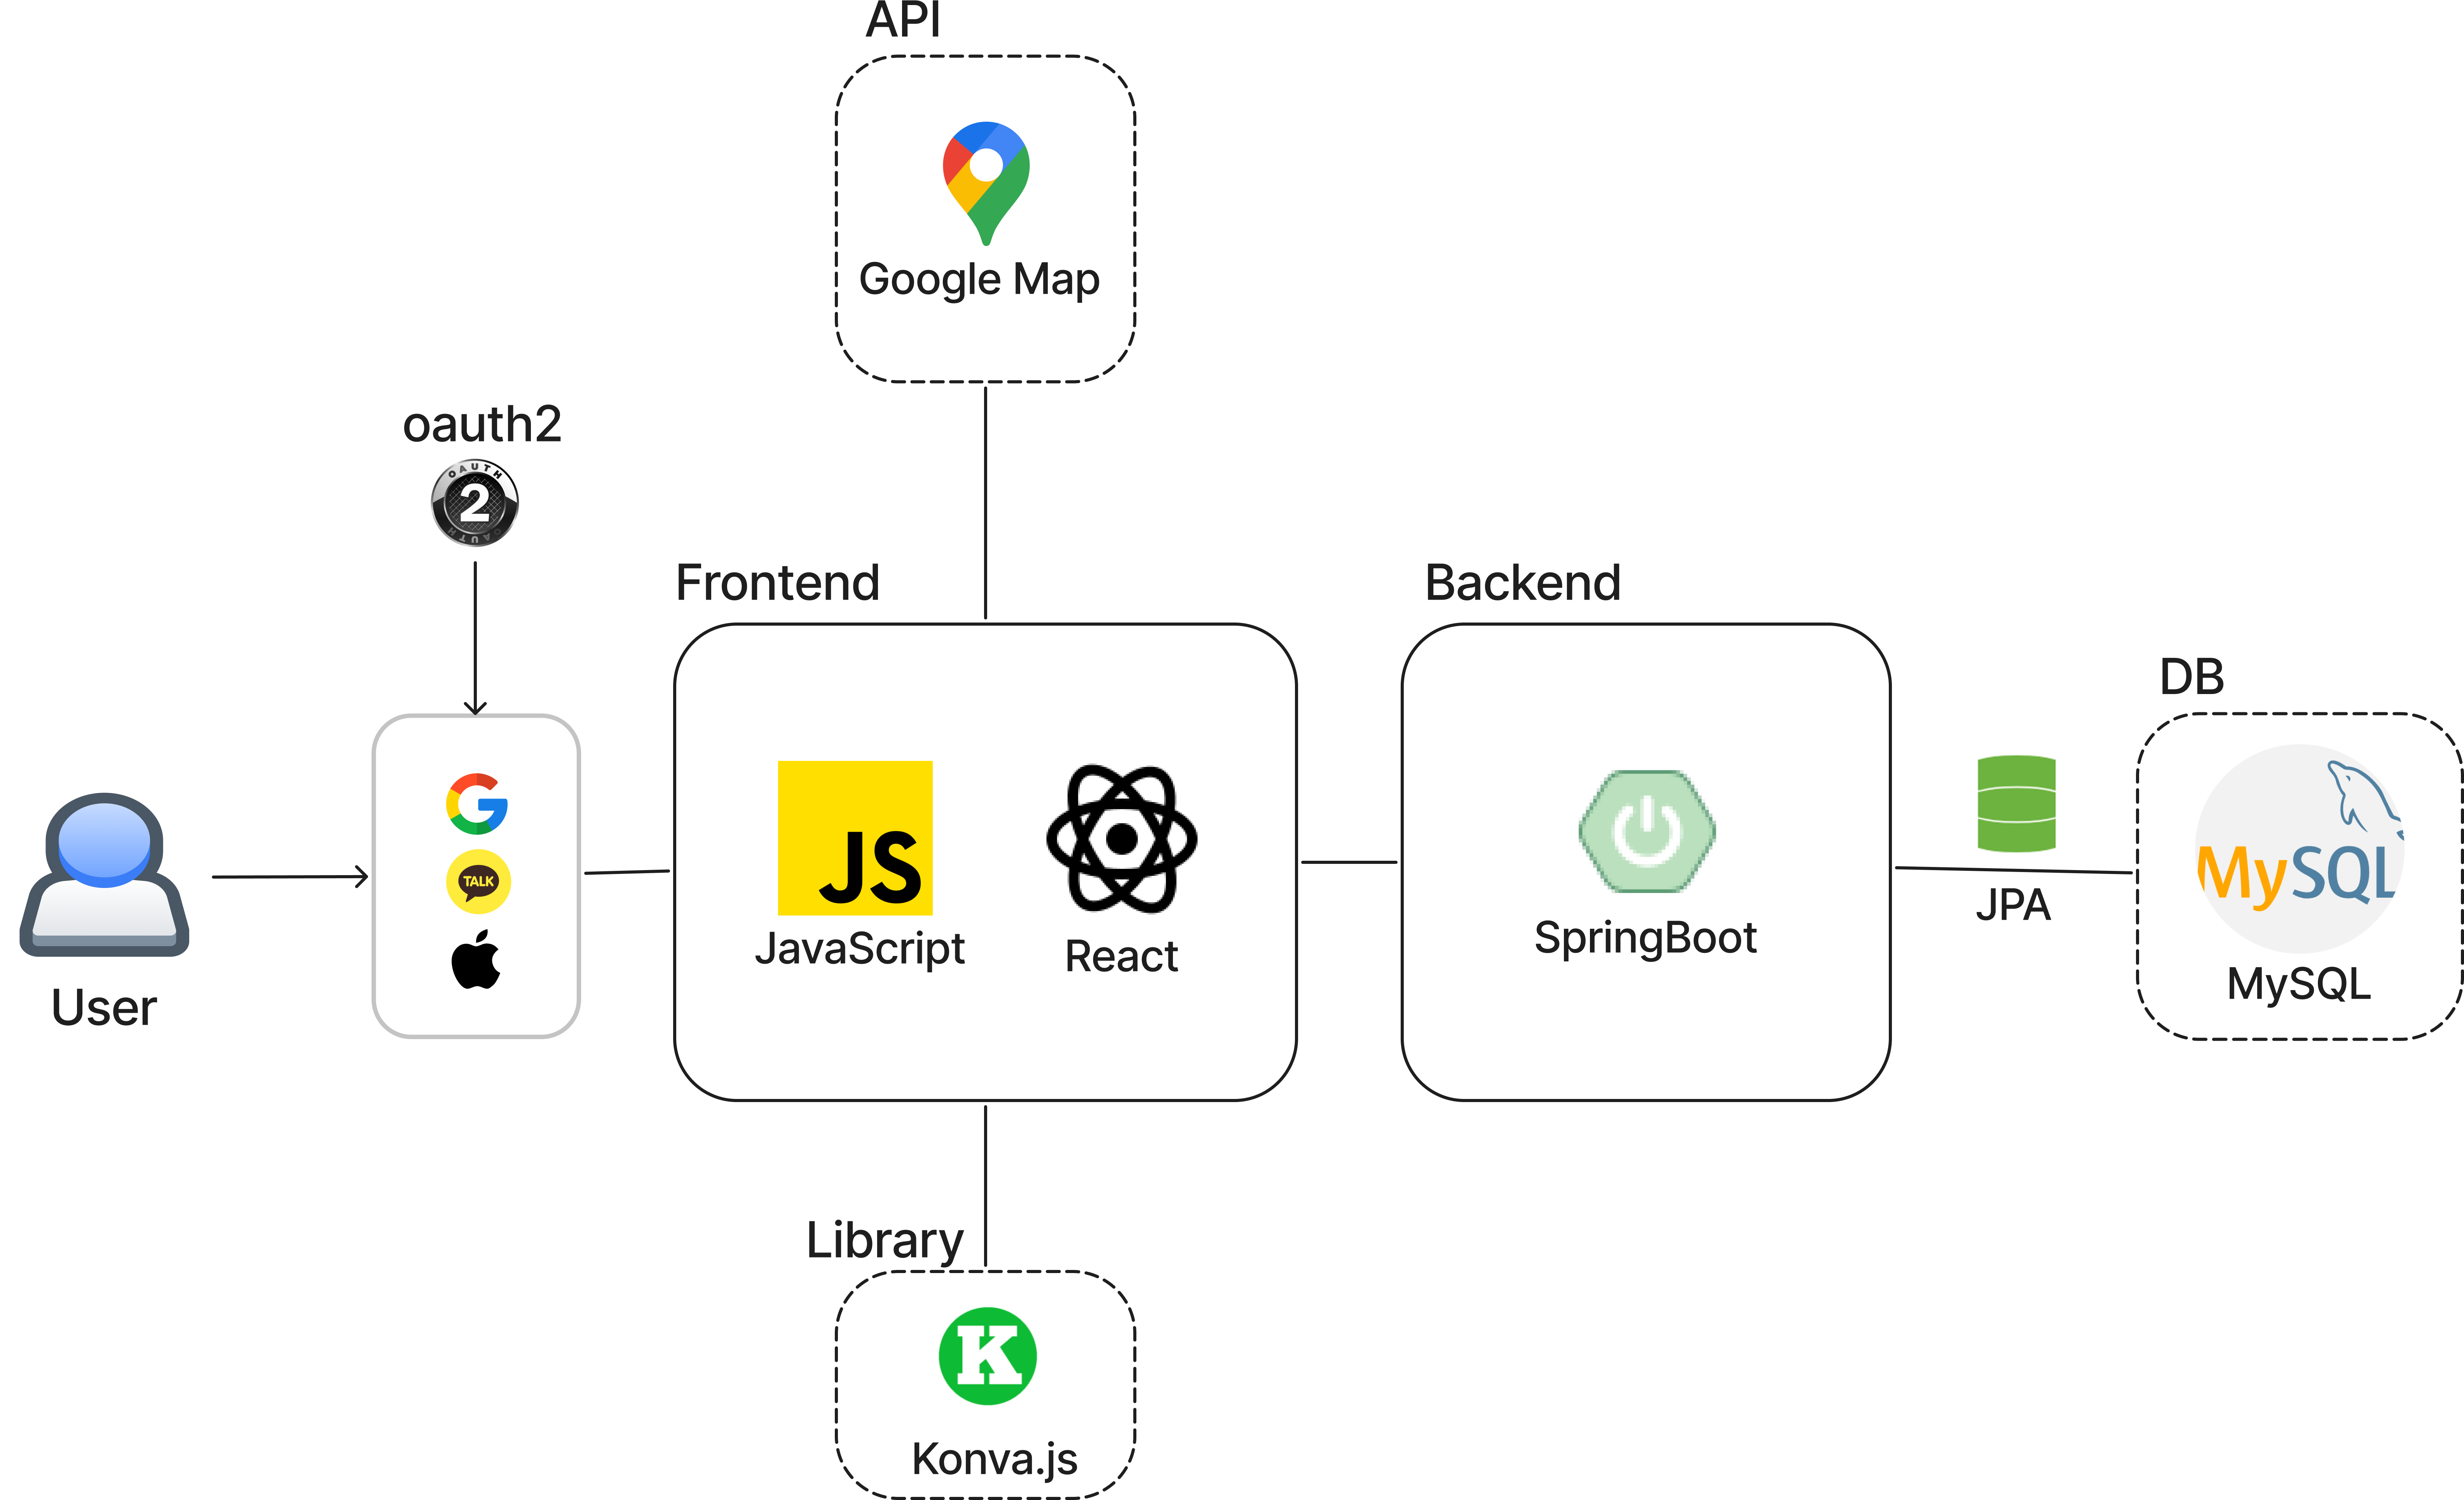 API
Google Map
oauth2
OAUTH
2
OAUTH
Frontend
Backend
DB
TALK
JS
MySQL
JavaScript
React
SpringBoot
JPA
MySQL
User
Library
K
Konva.js